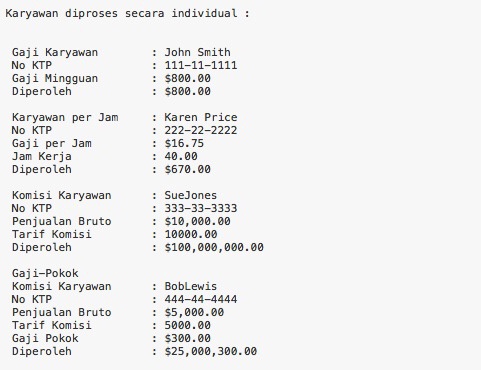 Karyawan diproses secara individual :
Gaji Karyawan : John Smith
No KTP : 111-11-1111
Gaji Mingguan : $800.00
Diperoleh : $800.00
Karyawan per Jam : Karen Price
No KTP : 222-22-2222
Gaji per Jam : $16.75
Jam Kerja : 40.00
Diperoleh : $670.00
Komisi Karyawan : SueJones
No KTP : 333-33-3333
Penjualan Bruto : $10,000.00
Tarif Komisi : 10000.00
Diperoleh : $100,000,000.00
Gaji-Pokok
Komisi Karyawan : BobLewis
No KTP : 444-44-4444
Penjualan Bruto : $5,000.00
Tarif Komisi : 5000.00
Gaji Pokok : $300.00
Diperoleh : $25,000,300.00